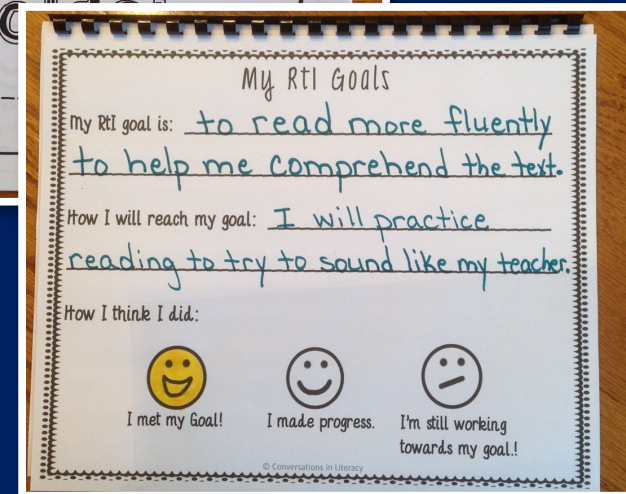 My RtI Goals
My RtI goal is: to read more fluently
to help me comprehend the text.
How I will reach my goal: I will practice
reading to try to sound like my teacher.
How I think I did:
I met my Goal! I made progress. I'm still working
towards my goal.!
© Conversations in Literacy